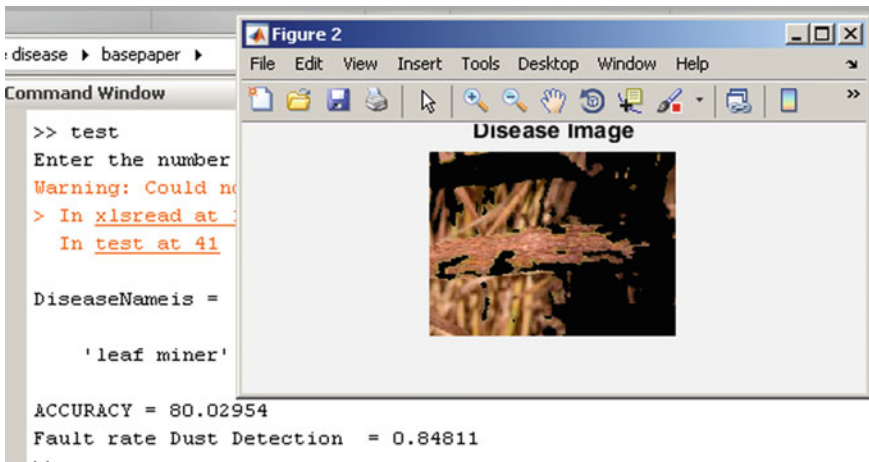 disease ▸ basepaper ▸
Command Window
>> test
Enter the number
Warning: Could
> In xlsread at
In test at 41
DiseaseNameis =
'leaf miner'
ACCURACY = 80.02954
Fault rate Dust Detection = 0.84811
Figure 2
File Edit View Insert Tools Desktop Window Help
Disease Image